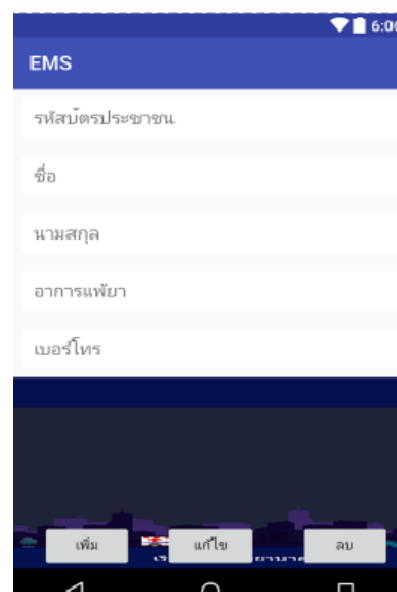 6:00
EMS
รหัสบัตรประชาชน
ชื่อ
นามสกุล
อาการแพ้ยา
เบอร์โทร
เพิ่ม แก้ไข ลบ